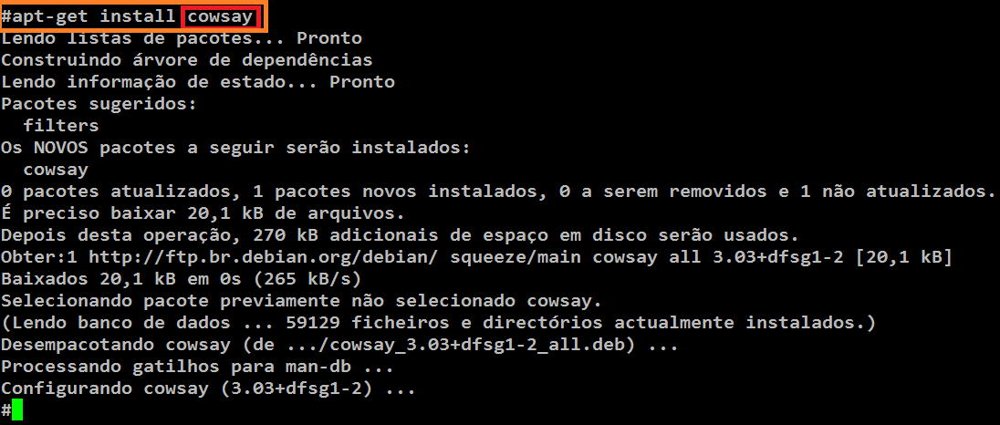 #apt-get install cowsay
Lendo listas de pacotes... Pronto
Construindo árvore de dependências
Lendo informação de estado... Pronto
Pacotes sugeridos:
  filters
Os NOVOS pacotes a seguir serão instalados:
  cowsay
0 pacotes atualizados, 1 pacotes novos instalados, 0 a serem removidos e 1 não atualizados.
É preciso baixar 20,1 kB de arquivos.
Depois desta operação, 270 kB adicionais de espaço em disco serão usados.
Obter:1 http://ftp.br.debian.org/debian/ squeeze/main cowsay all 3.03+dfsg1-2 [20,1 kB]
Baixados 20,1 kB em 0s (265 kB/s)
Selecionando pacote previamente não selecionado cowsay.
(Lendo banco de dados ... 59129 ficheiros e directórios actualmente instalados.)
Desempacotando cowsay (de .../cowsay_3.03+dfsg1-2_all.deb) ...
Processando gatilhos para man-db ...
Configurando cowsay (3.03+dfsg1-2) ...
#